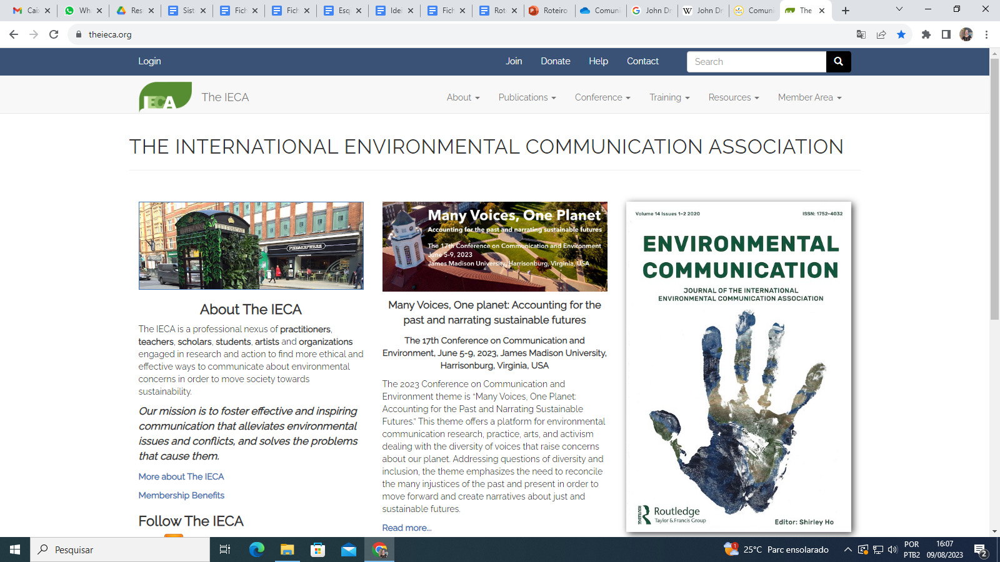 Caix
Wha
Res
Sist
Fich
Fich
Esq
Idei
Fich
Rot
Roteiro
Comuni
John Dr
John Dr
Comuni
The
theieca.org
Login
Join
Donate
Help
Contact
Search
IECA
The IECA
About
Publications
Conference
Training
Resources
Member Area
THE INTERNATIONAL ENVIRONMENTAL COMMUNICATION ASSOCIATION
PIZZAEXPRESS
About The IECA
The IECA is a professional nexus of practitioners,
teachers, scholars, students, artists and organizations
engaged in research and action to find more ethical and
effective ways to communicate about environmental
concerns in order to move society towards
sustainability.
Our mission is to foster effective and inspiring
communication that alleviates environmental
issues and conflicts, and solves the problems
that cause them.
More about The IECA
Membership Benefits
Follow The IECA
Many Voices, One Planet
Accounting for the past and narrating sustainable futures
The 17th Conference on Communication and Environment
June 5-9, 2023
James Madison University, Harrisonburg, Virginia, USA
Many Voices, One planet: Accounting for the
past and narrating sustainable futures
The 17th Conference on Communication and
Environment, June 5-9, 2023, James Madison University,
Harrisonburg, Virginia, USA
The 2023 Conference on Communication and
Environment theme is “Many Voices, One Planet:
Accounting for the Past and Narrating Sustainable
Futures.” This theme offers a platform for environmental
communication research, practice, arts, and activism
dealing with the diversity of voices that raise concerns
about our planet. Addressing questions of diversity and
inclusion, the theme emphasizes the need to reconcile
the many injustices of the past and present in order to
move forward and create narratives about just and
sustainable futures.
Read more...
Volume 14 Issues 1-2 2020
ISSN: 1752-4032
ENVIRONMENTAL
COMMUNICATION
JOURNAL OF THE INTERNATIONAL
ENVIRONMENTAL COMMUNICATION ASSOCIATION
ROUTLEDGE
Routledge
Taylor & Francis Group
Editor: Shirley Ho
Pesquisar
1
25°C Parc ensolarado
POR
PTB2
16:07
09/08/2023
2